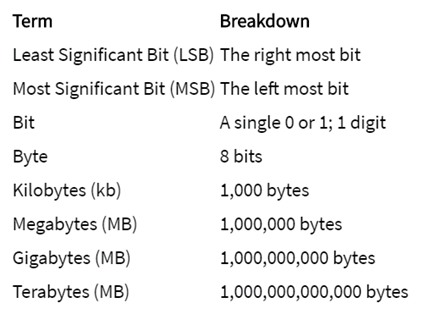 Term Breakdown
Least Significant Bit (LSB) The right most bit
Most Significant Bit (MSB) The left most bit
Bit A single 0 or 1; 1 digit
Byte 8 bits
Kilobytes (kb) 1,000 bytes
Megabytes (MB) 1,000,000 bytes
Gigabytes (MB) 1,000,000,000 bytes
Terabytes (MB) 1,000,000,000,000 bytes